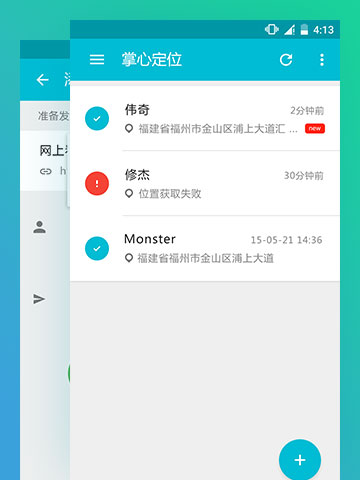 4:13
掌心定位
准备发
伟奇
2分钟前
福建省福州市金山区浦上大道汇 ...
new
网上
修杰
30分钟前
位置获取失败
Monster
15-05-21 14:36
福建省福州市金山区浦上大道